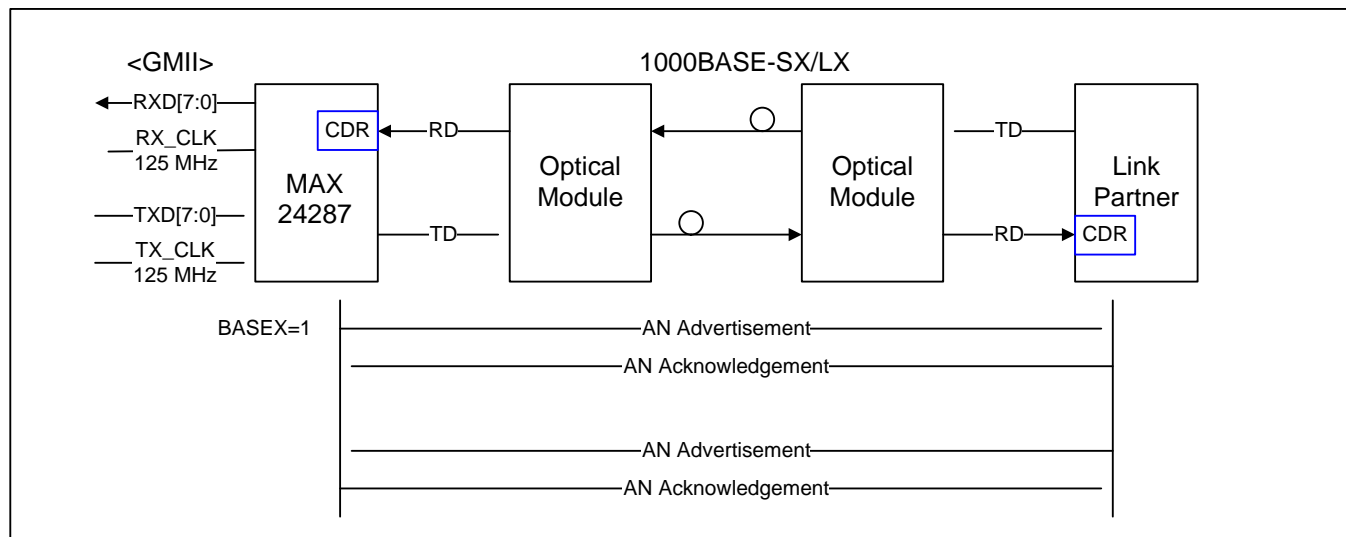 <GMII>
1000BASE-SX/LX
RXD[7:0]
RX_CLK
125 MHz
TXD[7:0]
TX_CLK
125 MHz
CDR
MAX
24287
RD
TD
Optical
Module
Optical
Module
TD
RD
Link
Partner
CDR
BASEX=1
AN Advertisement
AN Acknowledgement
AN Advertisement
AN Acknowledgement